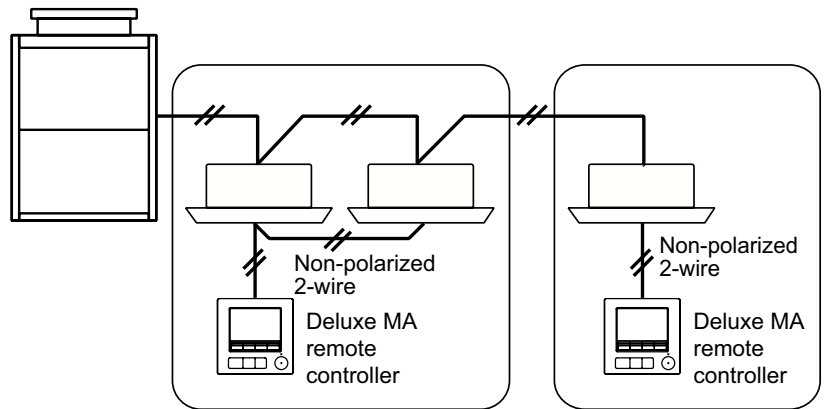 Non-polarized
2-wire
Deluxe MA
remote
controller
Non-polarized
2-wire
Deluxe MA
remote
controller